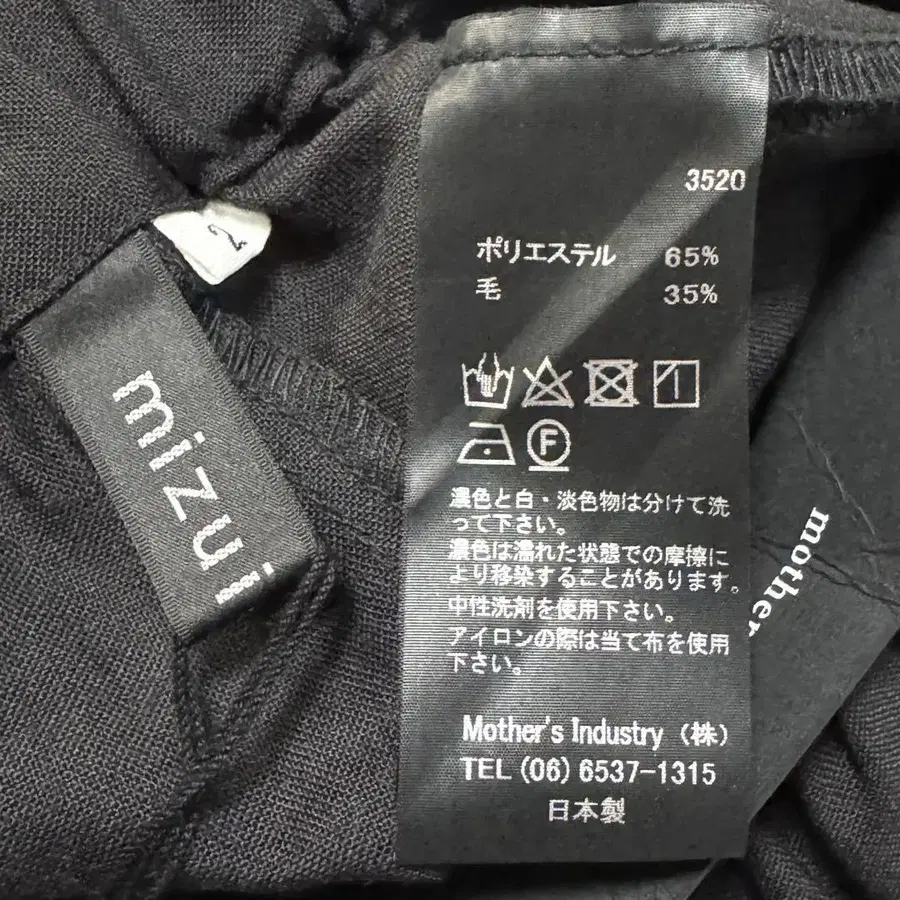 2
mizuiro
3520
ポリエステル 65%
毛 35%
F
濃色と白・淡色物は分けて洗
って下さい。
濃色は濡れた状態での摩擦に
より移染することがあります。
中性洗剤を使用下さい。
アイロンの際は当て布を使用
下さい。
Mother's Industry (株)
TEL (06) 6537-1315
日本製
mother